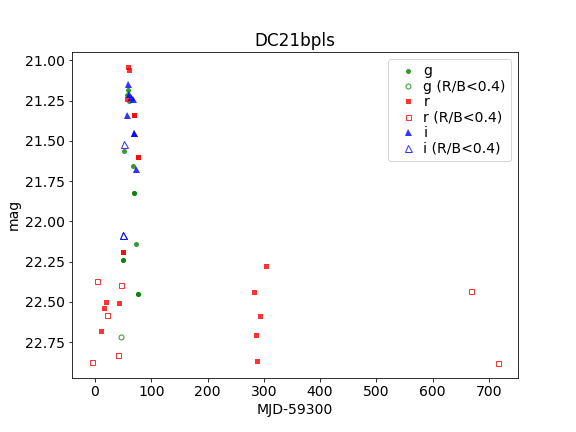 DC21bpls
21.00
21.25
21.50
21.75
22.00
22.25
22.50
22.75
mag
g
g (R/B<0.4)
r
r (R/B<0.4)
i
i (R/B<0.4)
0 100 200 300 400 500 600 700
MJD-59300